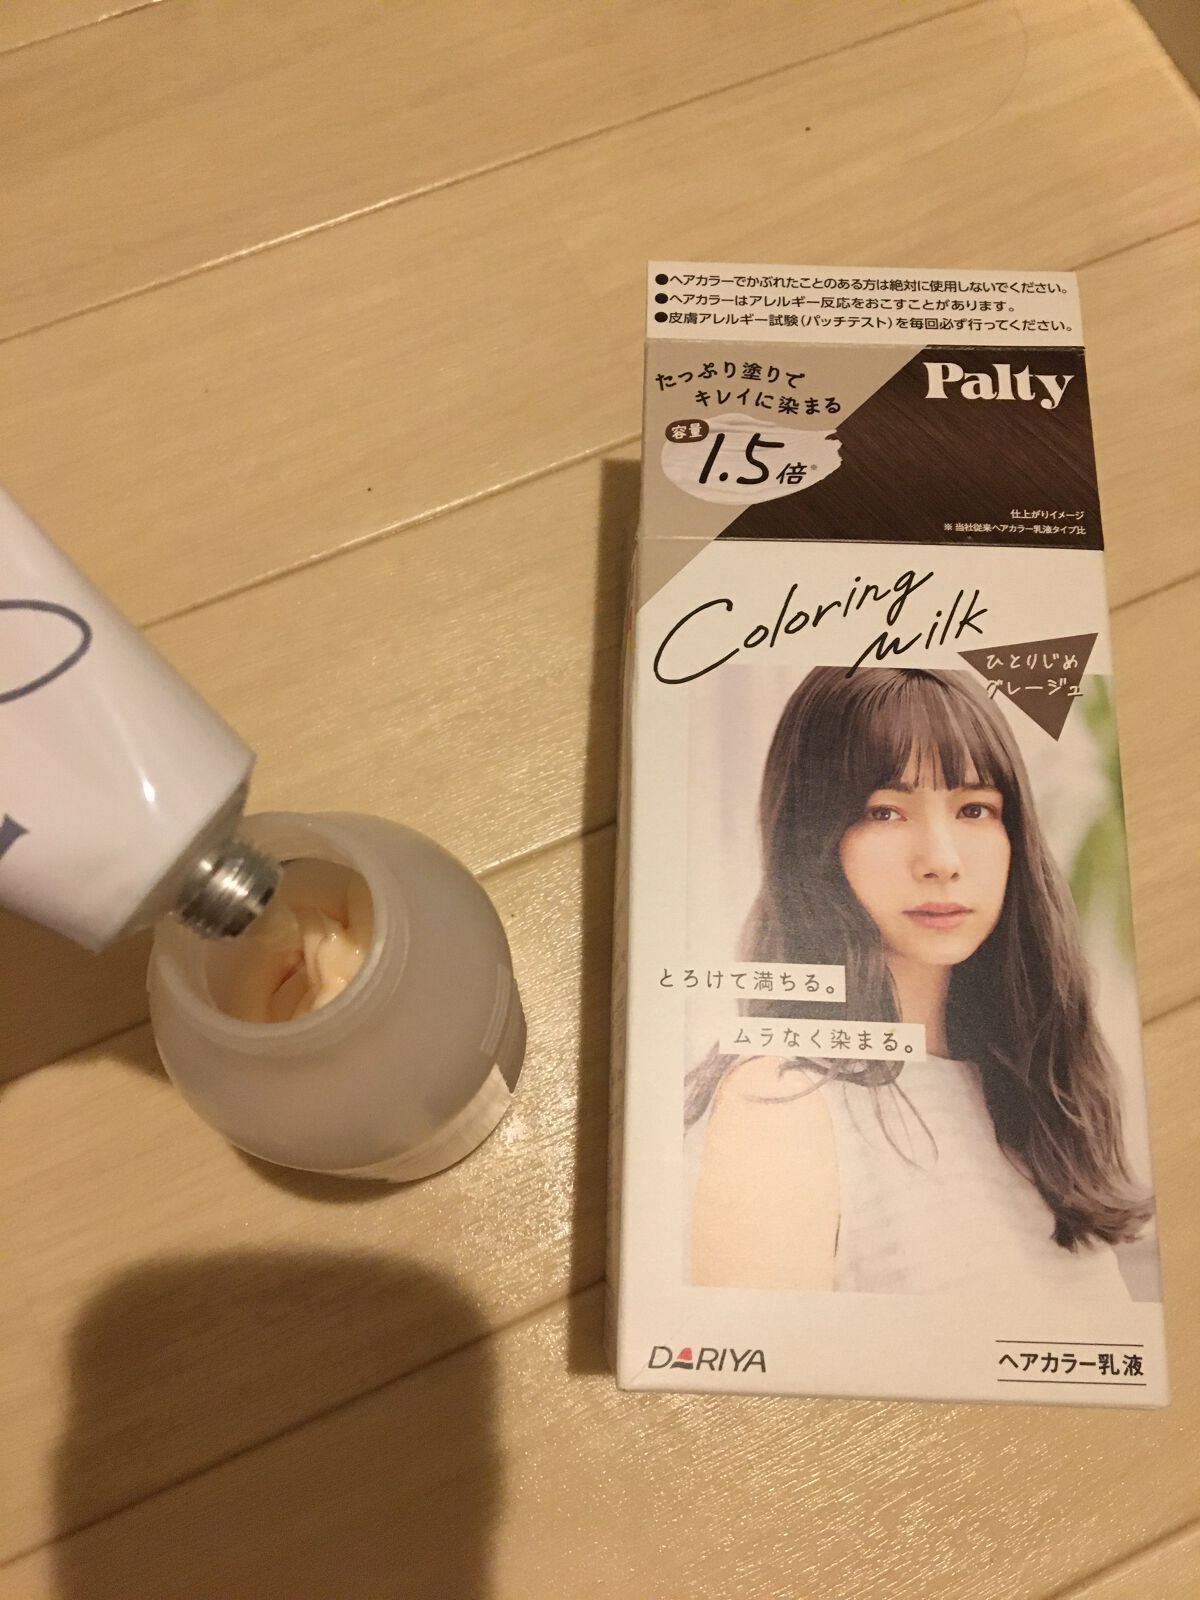 ●ヘアカラーでかぶれたことのある方は絶対に使用しないでください。
●ヘアカラーはアレルギー反応をおこすことがあります。
●皮膚アレルギー試験(パッチテスト)を毎回必ず行ってください。
たっぷり塗りで
キレイに染まる
容量
1.5倍※
Palty
仕上がりイメージ
※当社従来ヘアカラー乳液タイプ比
Coloring
milk
ひとりじめ
グレージュ
とろけて満ちる。
ムラなく染まる。
DARIYA
ヘアカラー乳液